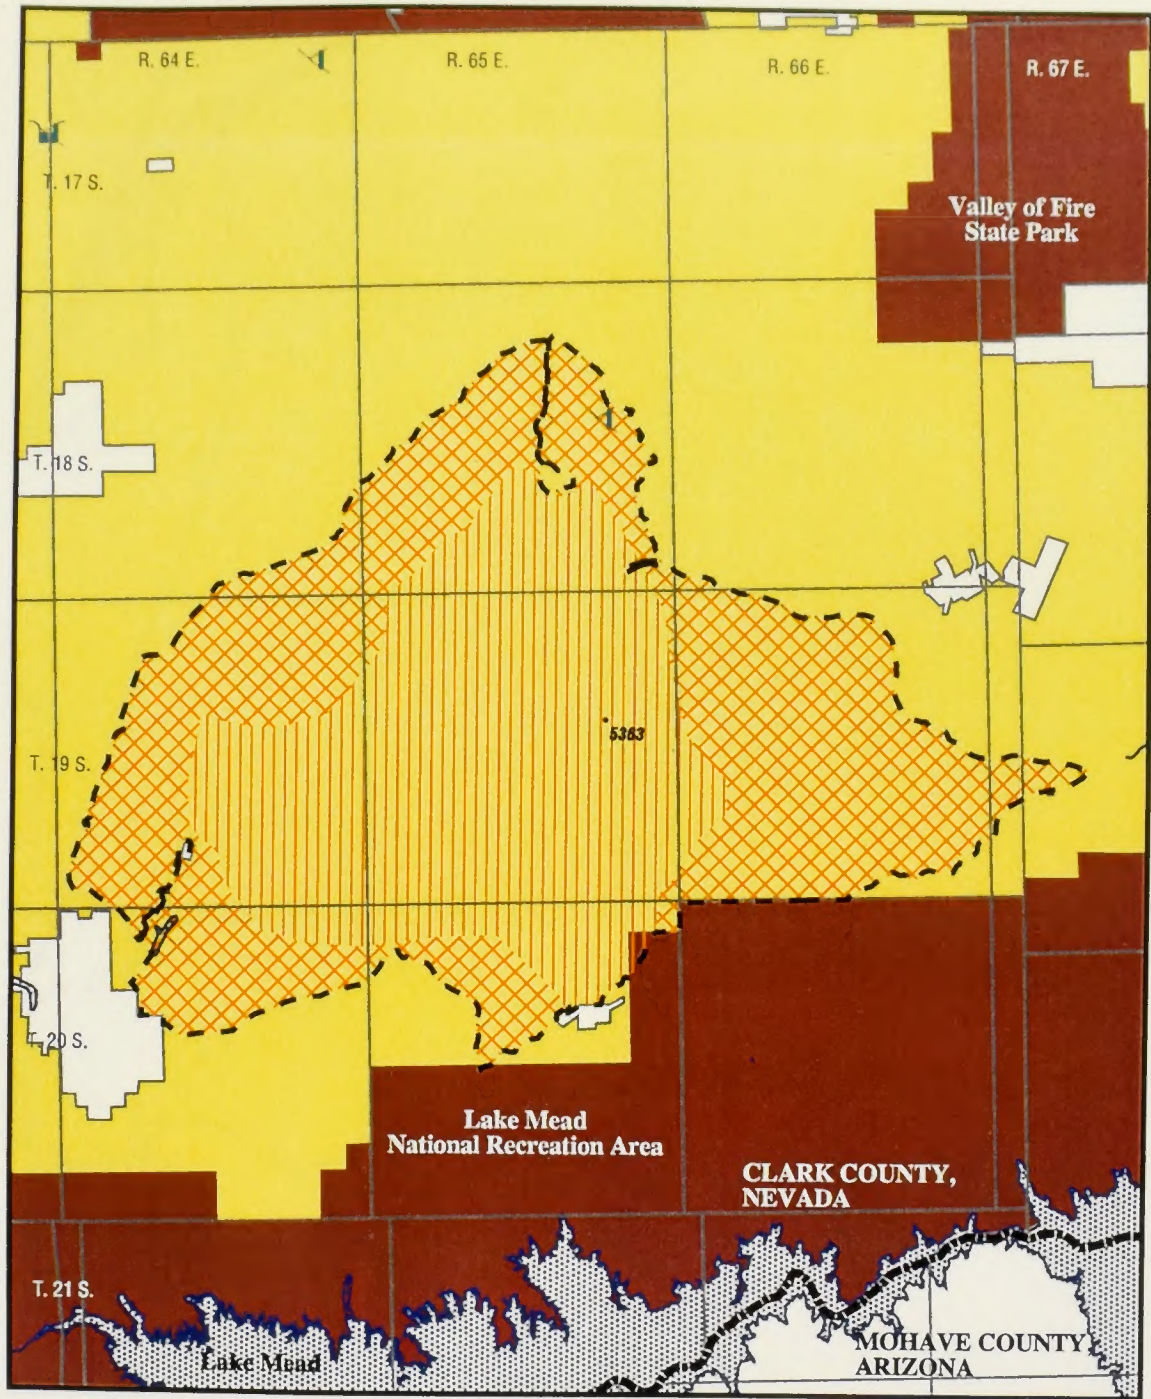 R. 64 E.
R. 65 E.
R. 66 E.
R. 67 E.
T. 17 S.
Valley of Fire
State Park
T. 18 S.
T. 19 S.
5383
T. 20 S.
Lake Mead
National Recreation Area
CLARK COUNTY,
NEVADA
T. 21 S.
Lake Mead
MOHAVE COUNTY
ARIZONA